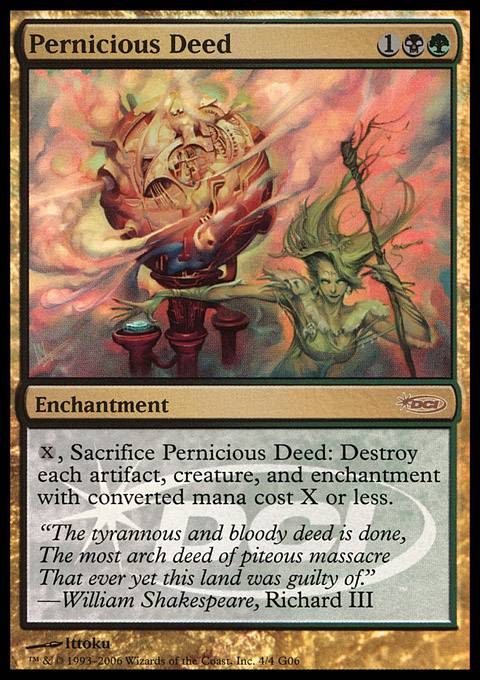 Pernicious Deed 1
Enchantment
DCI
X, Sacrifice Pernicious Deed: Destroy
each artifact, creature, and enchantment
with converted mana cost X or less.
DCI
“The tyrannous and bloody deed is done,
The most arch deed of piteous massacre
That ever yet this land was guilty of.”
—William Shakespeare, Richard III
Ittoku
™ & © 1993–2006 Wizards of the Coast, Inc. 4/4 G06